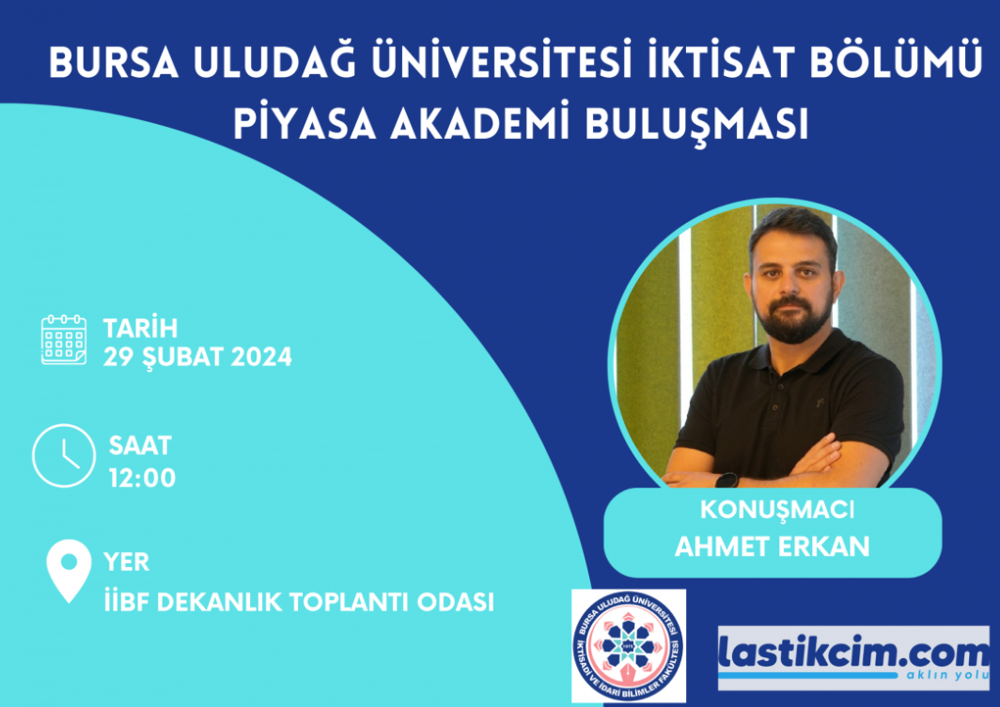 BURSA ULUDAĞ ÜNİVERSİTESİ İKTİSAT BÖLÜMÜ
PİYASA AKADEMİ BULUŞMASI
TARİH
29 ŞUBAT 2024
SAAT
12:00
YER
İİBF DEKANLIK TOPLANTI ODASI
KONUŞMACI
AHMET ERKAN
BURSA ULUDAĞ ÜNİVERSİTESİ
İKTİSADİ VE İDARİ BİLİMLER FAKÜLTESİ
1975
lastikcim.com
aklın yolu